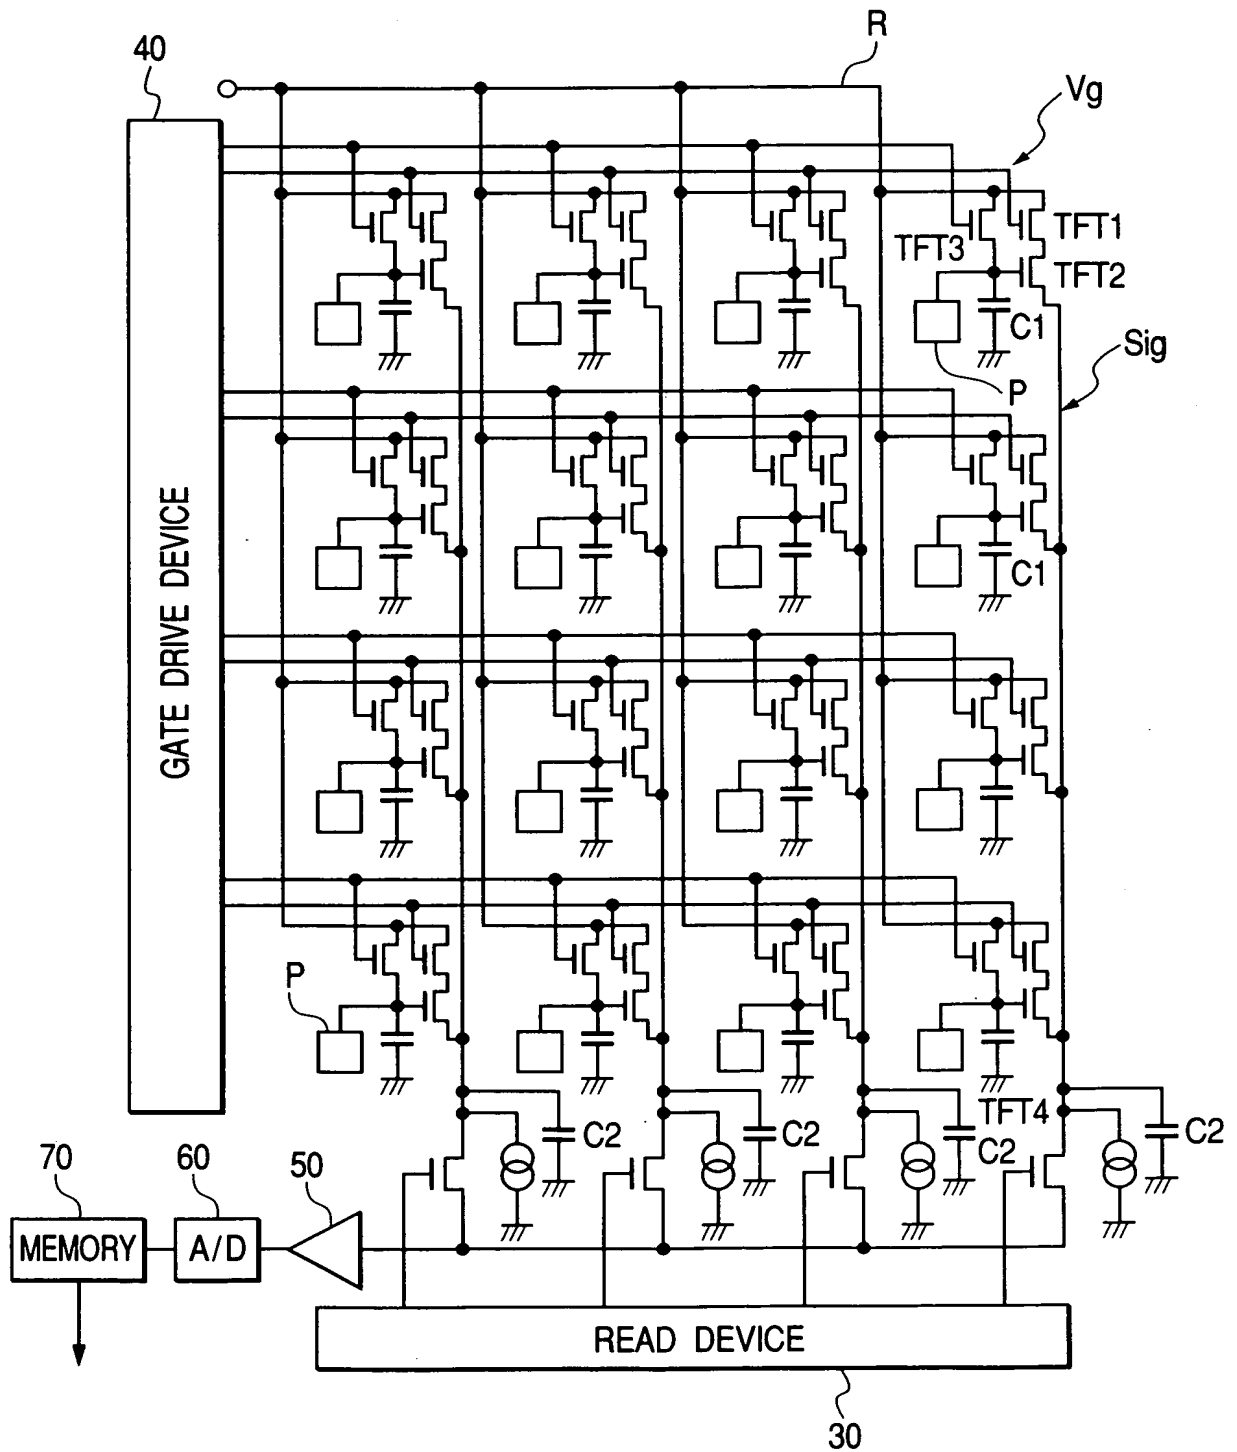 R
40
Vg
TFT1
TFT3
TFT2
C1
Sig
P
GATE DRIVE DEVICE
C1
P
TFT4
C2
C2
C2
C2
70
60
50
MEMORY
A/D
READ DEVICE
30